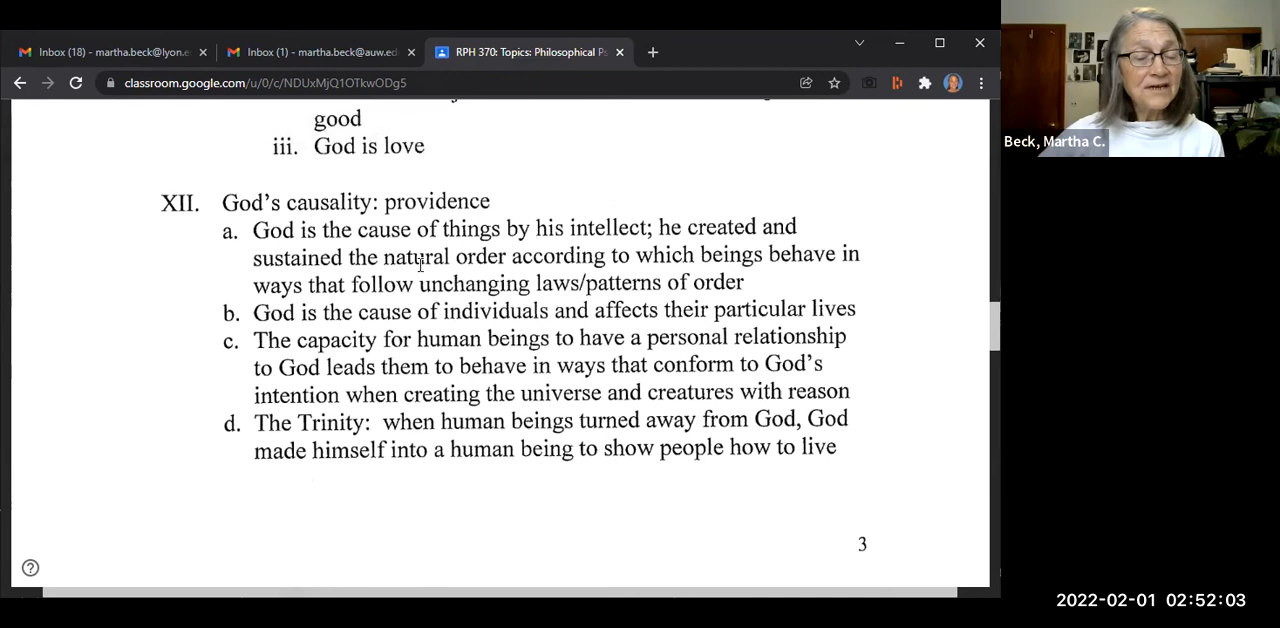 Inbox (18) - martha.beck@lyon.e
Inbox (1) - martha.beck@auw.ed
RPH 370: Topics: Philosophical Ps
classroom.google.com/u/0/c/NDUxMjQ1OTkwODg5
good
iii. God is love
XII. God's causality: providence
a. God is the cause of things by his intellect; he created and
sustained the natural order according to which beings behave in
ways that follow unchanging laws/patterns of order
b. God is the cause of individuals and affects their particular lives
c. The capacity for human beings to have a personal relationship
to God leads them to behave in ways that conform to God's
intention when creating the universe and creatures with reason
d. The Trinity: when human beings turned away from God, God
made himself into a human being to show people how to live
3
Beck, Martha C.
2022-02-01 02:52:03